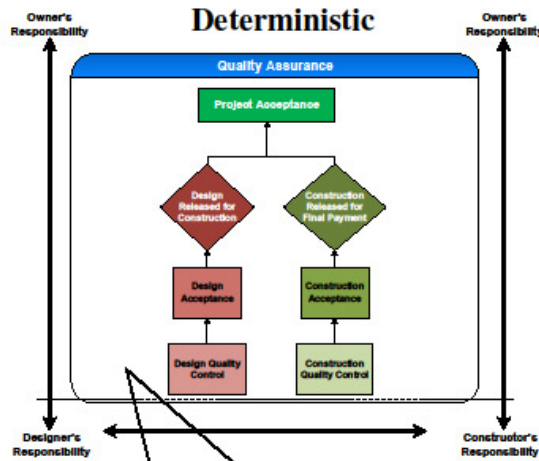 Owner's
Responsibility
Deterministic
Owner's
Responsibility
Quality Assurance
Project Acceptance
Design
Released for
Construction
Construction
Released for
Final Payment
Design
Acceptance
Construction
Acceptance
Design Quality
Control
Construction
Quality Control
Designer's
Responsibility
Constructor's
Responsibility